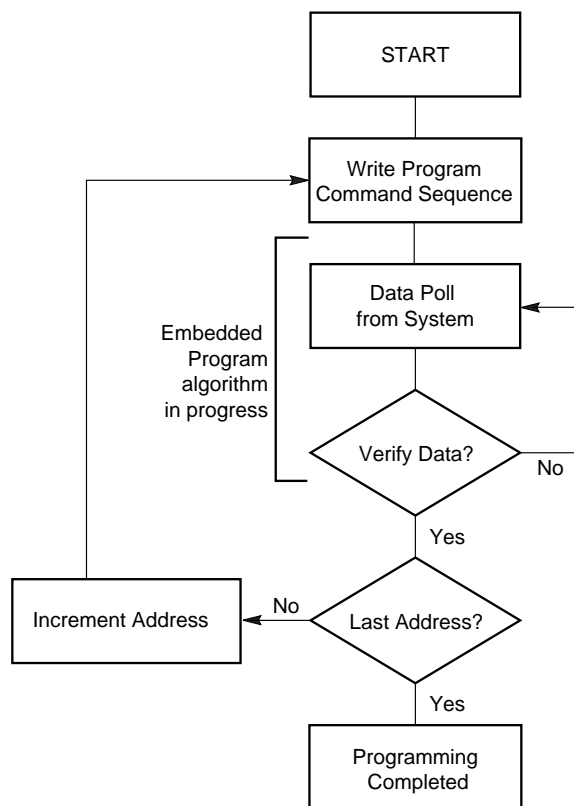 START
Write Program
Command Sequence
Data Poll
from System
Embedded
Program
algorithm
in progress
Verify Data?
No
Yes
Increment Address
No
Last Address?
Yes
Programming
Completed